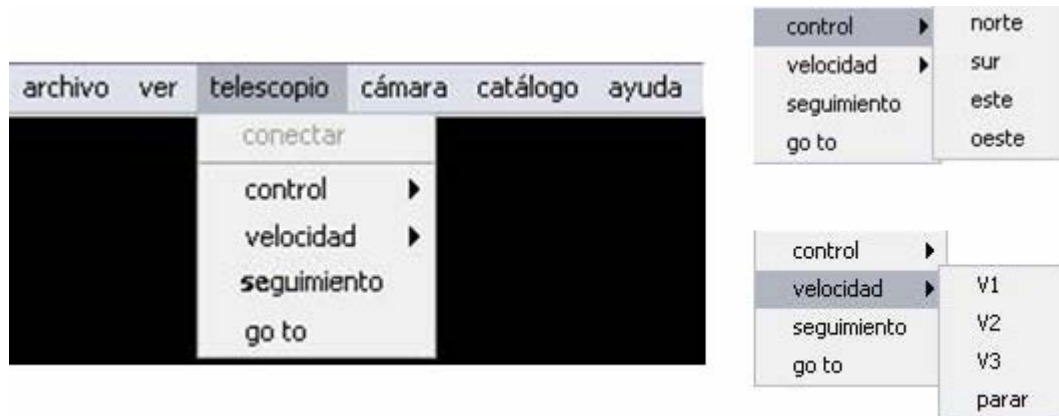 archivo ver telescopio cámara catálogo ayuda
conectar
control
velocidad
seguimiento
go to
control
velocidad
seguimiento
go to
norte
sur
este
oeste
control
velocidad
seguimiento
go to
V1
V2
V3
parar